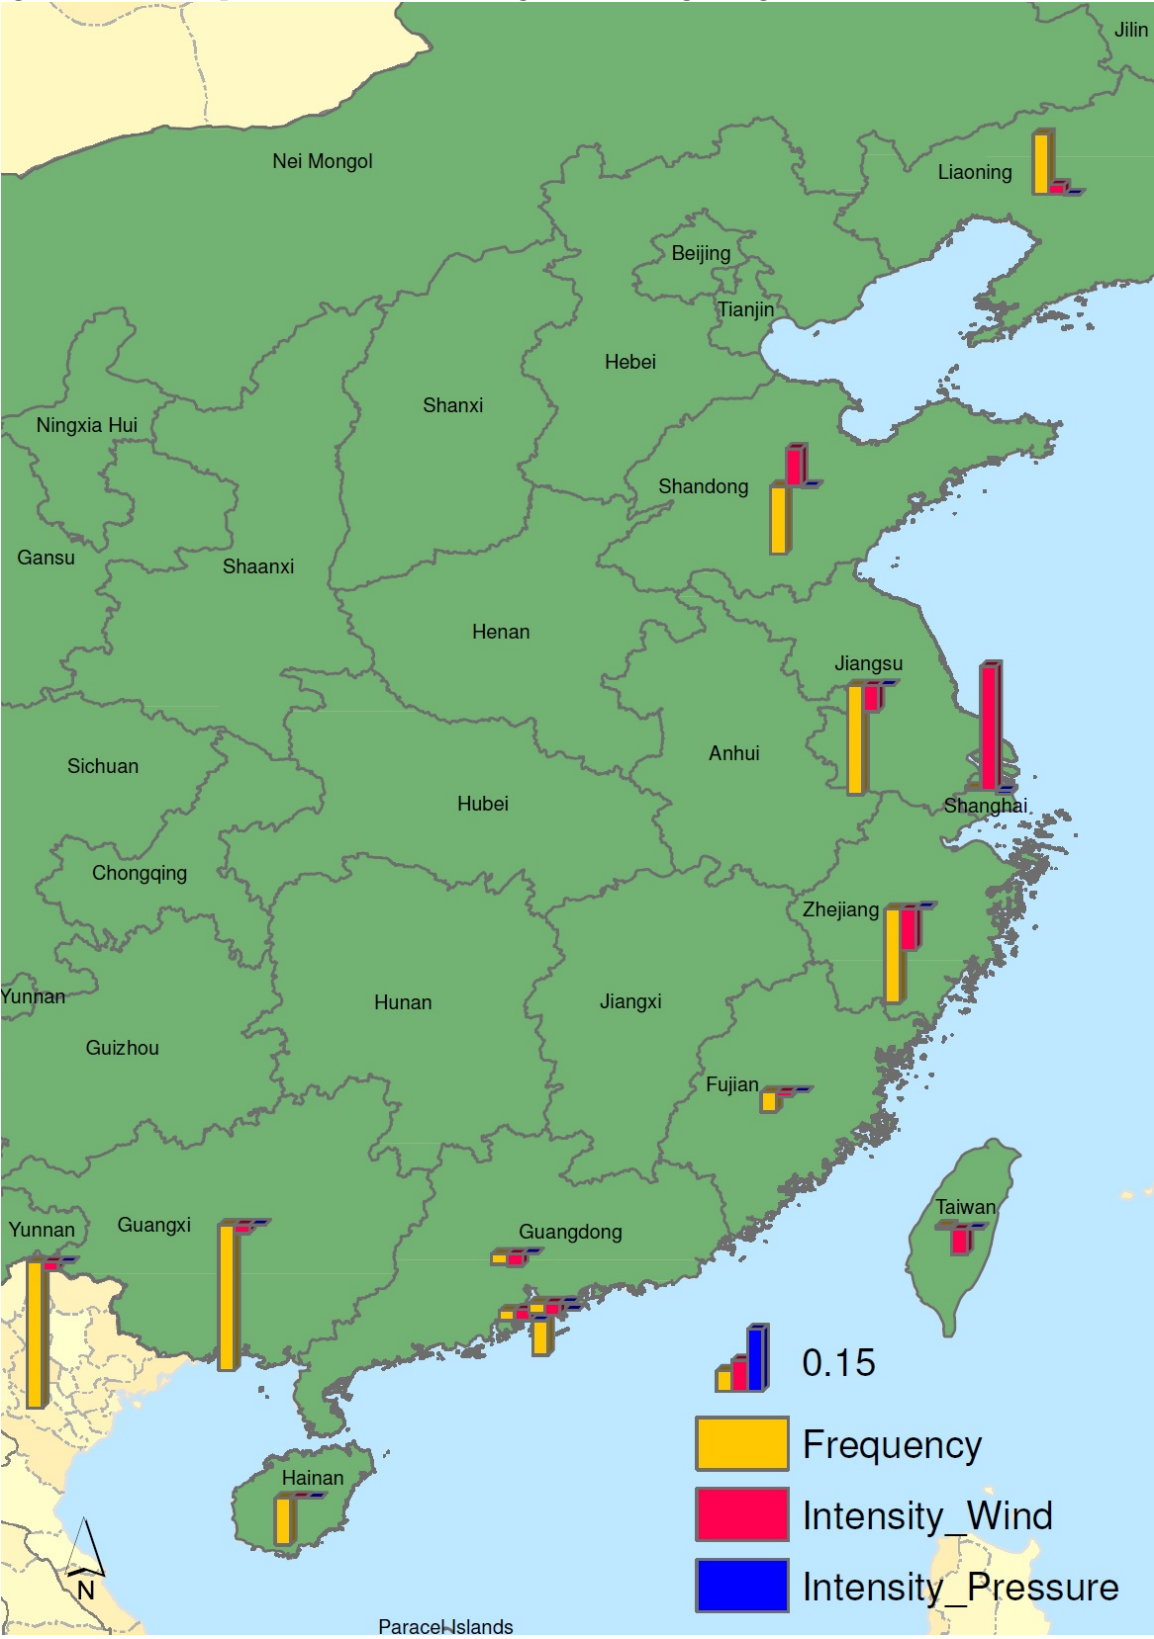 Jilin
Nei Mongol
Liaoning
Beijing
Tianjin
Hebei
Shanxi
Ningxia Hui
Shandong
Gansu
Shaanxi
Henan
Jiangsu
Anhui
Sichuan
Hubei
Shanghai
Chongqing
Zhejiang
Yunnan
Hunan
Jiangxi
Guizhou
Fujian
Taiwan
Yunnan
Guangxi
Guangdong
0.15
Frequency
Hainan
Intensity_Wind
N
Intensity_Pressure
Paracel Islands